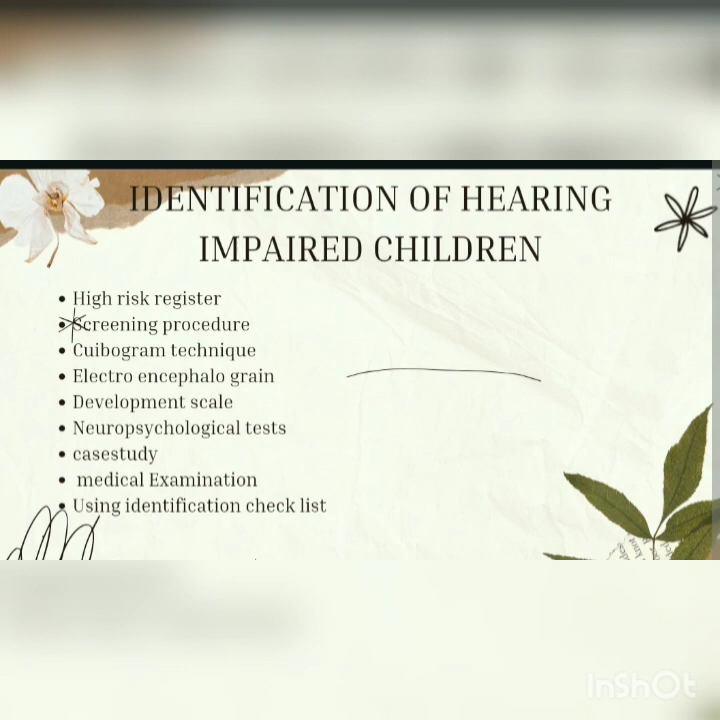 IDENTIFICATION OF HEARING
IMPAIRED CHILDREN
• High risk register
• Screening procedure
• Cuibogram technique
• Electro encephalo grain
• Development scale
• Neuropsychological tests
• casestudy
• medical Examination
• Using identification check list
InShOt